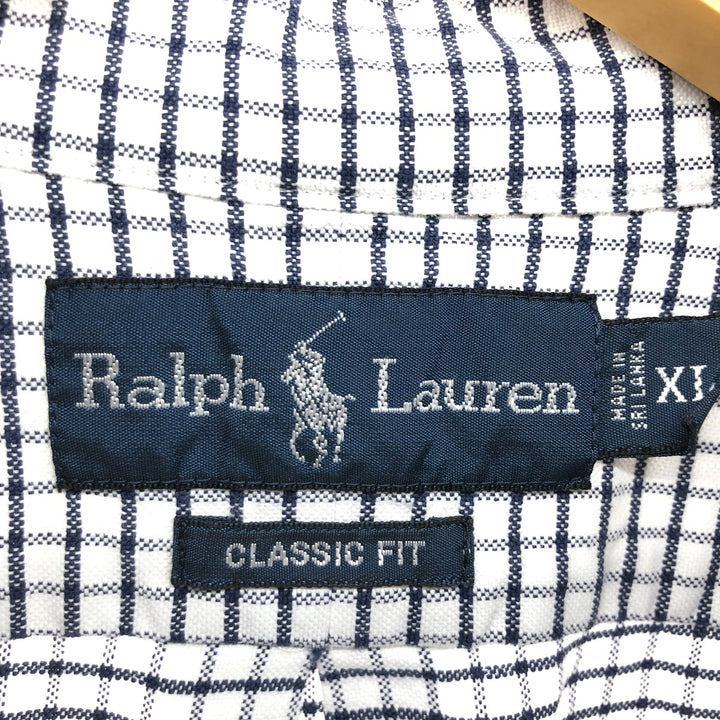 Ralph Lauren
MADE IN
SRI LANKA
XL
CLASSIC FIT